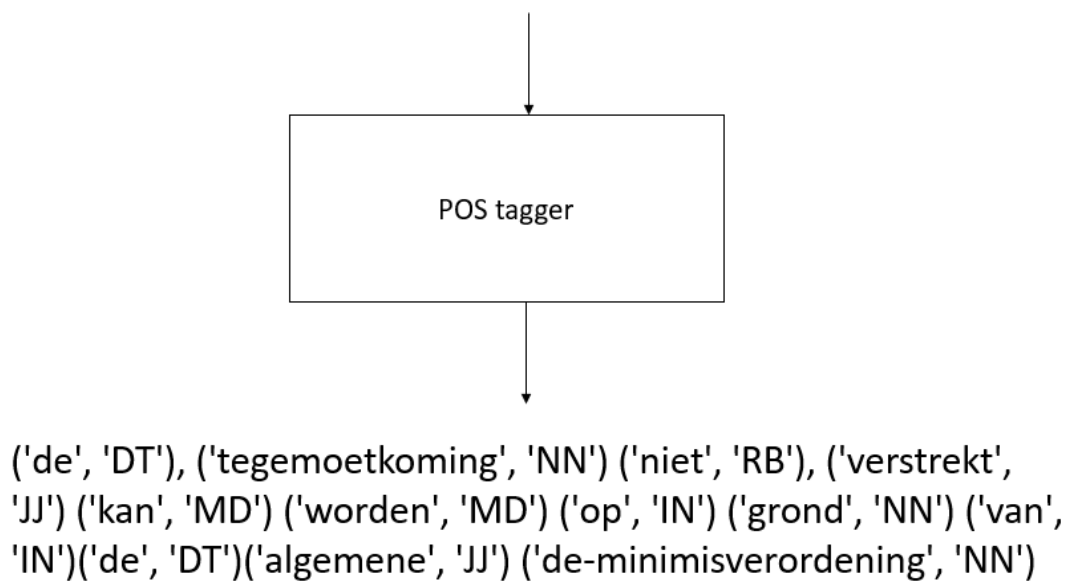 POS tagger
('de', 'DT'), ('tegemoetkoming', 'NN') ('niet', 'RB'), ('verstrekt',
'JJ') ('kan', 'MD') ('worden', 'MD') ('op', 'IN') ('grond', 'NN') ('van',
'IN')('de', 'DT')('algemene', 'JJ') ('de-minimisverordening', 'NN')